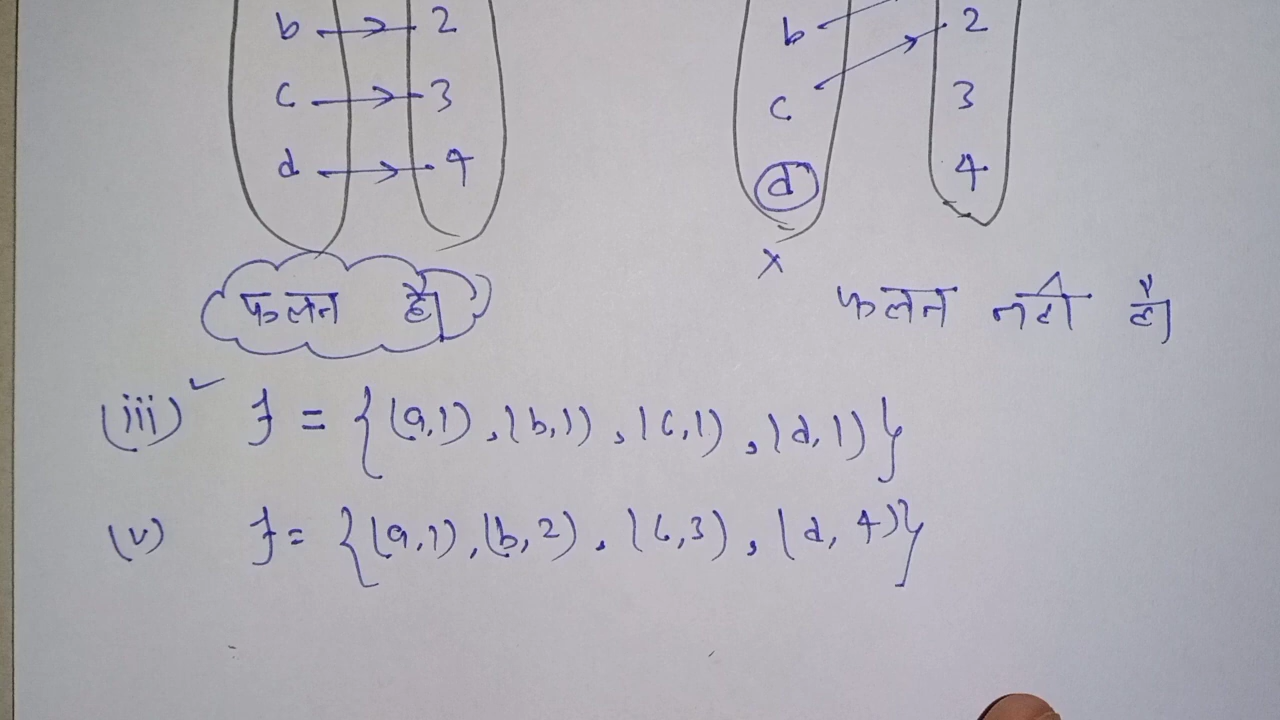 b → 2 b 2
c → 3 c 3
d → 4 d 4
×
फलन है। फलन नहीं है।
(iii) ✓ f = {(a,1), (b,1), (c,1), (d,1)}
(v) f = {(a,1), (b,2), (c,3), (d,4)}